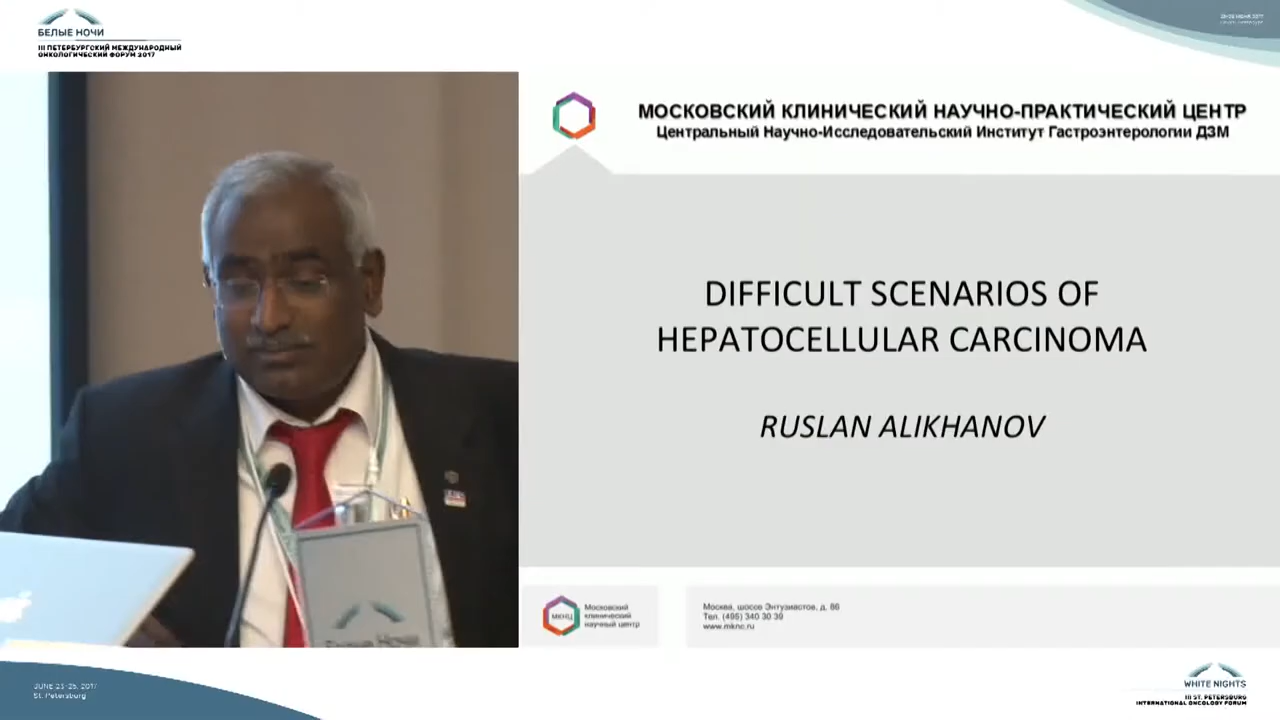 БЕЛЫЕ НОЧИ
III ПЕТЕРБУРГСКИЙ МЕЖДУНАРОДНЫЙ
ОНКОЛОГИЧЕСКИЙ ФОРУМ 2017
МОСКОВСКИЙ КЛИНИЧЕСКИЙ НАУЧНО-ПРАКТИЧЕСКИЙ ЦЕНТР
Центральный Научно-Исследовательский Институт Гастроэнтерологии ДЗМ
DIFFICULT SCENARIOS OF
HEPATOCELLULAR CARCINOMA
RUSLAN ALIKHANOV
МКНЦ
Московский
клинический
научный центр
Москва, шоссе Энтузиастов, д. 86
Тел. (495) 340 30 39
www.mknc.ru
JUNE 23-25, 2017
St. Petersburg
WHITE NIGHTS
III ST. PETERSBURG
INTERNATIONAL ONCOLOGY FORUM